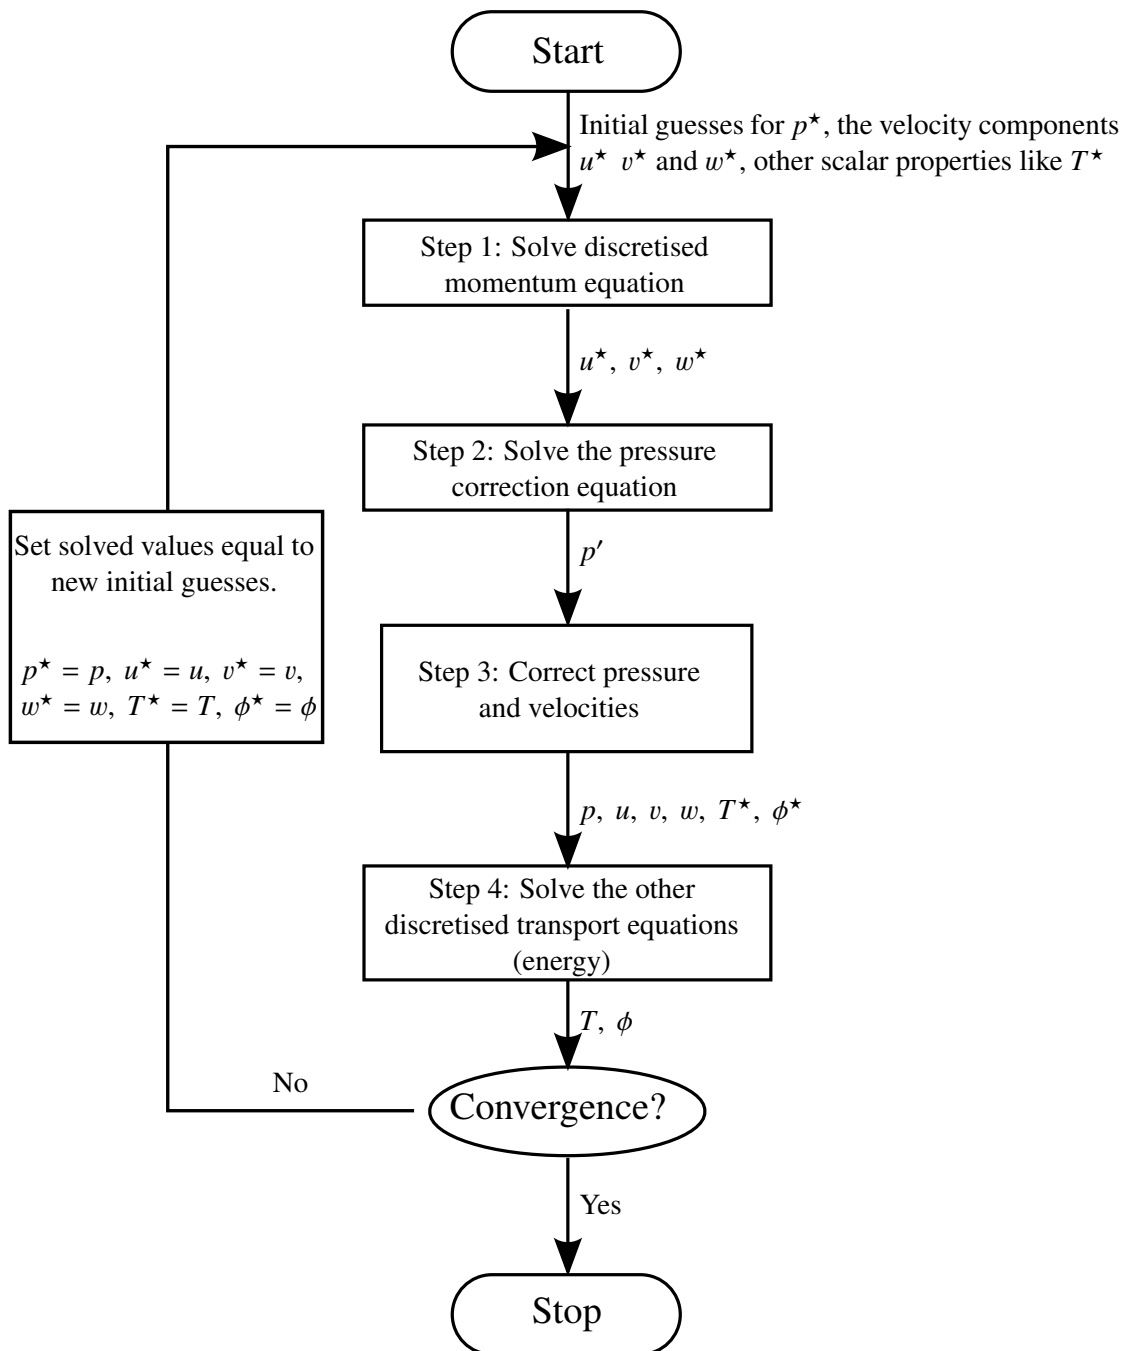 Start
Initial guesses for p★, the velocity components
u★ v★ and w★, other scalar properties like T★
Step 1: Solve discretised
momentum equation
u★, v★, w★
Step 2: Solve the pressure
correction equation
p′
Set solved values equal to
new initial guesses.
p★ = p, u★ = u, v★ = v,
w★ = w, T★ = T, ϕ★ = ϕ
Step 3: Correct pressure
and velocities
p, u, v, w, T★, ϕ★
Step 4: Solve the other
discretised transport equations
(energy)
T, ϕ
No
Convergence?
Yes
Stop